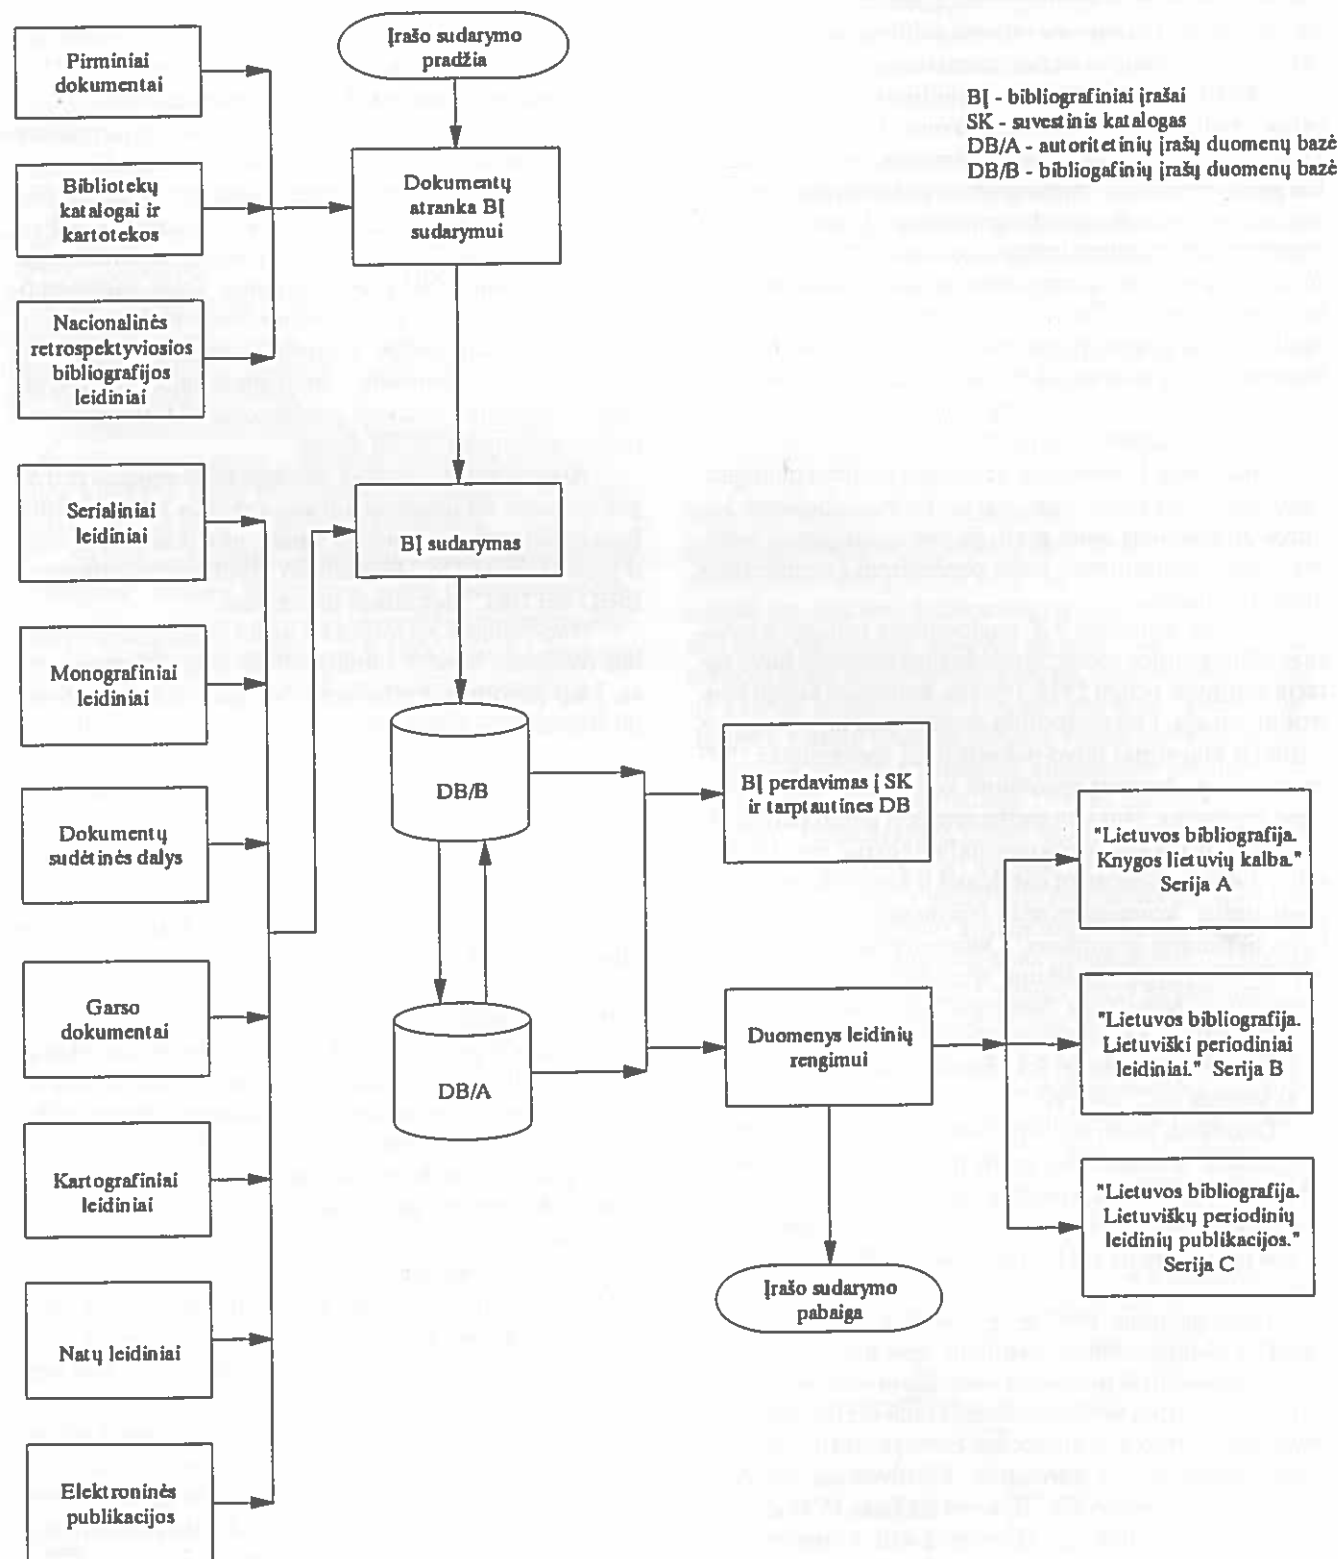 Įrašo sudarymo
pradžia
Pirminiai
dokumentai
BĮ - bibliografiniai įrašai
SK - suvestinis katalogas
DB/A - autoritetinių įrašų duomenų bazė
DB/B - bibliogafinių įrašų duomenų bazė
Bibliotekų
katalogai ir
kartotekos
Dokumentų
atranka BĮ
sudarymui
Nacionalinės
retrospektyviosios
bibliografijos
leidiniai
Serialiniai
leidiniai
BĮ sudarymas
Monografiniai
leidiniai
Dokumentų
sudėtinės dalys
DB/B
BĮ perdavimas į SK
ir tarptautines DB
"Lietuvos bibliografija.
Knygos lietuvių kalba."
Serija A
Garso
dokumentai
DB/A
Duomenys leidinių
rengimui
"Lietuvos bibliografija.
Lietuviški periodiniai
leidiniai." Serija B
Kartografiniai
leidiniai
"Lietuvos bibliografija.
Lietuviškų periodinių
leidinių publikacijos."
Serija C
Įrašo sudarymo
pabaiga
Natų leidiniai
Elektroninės
publikacijos